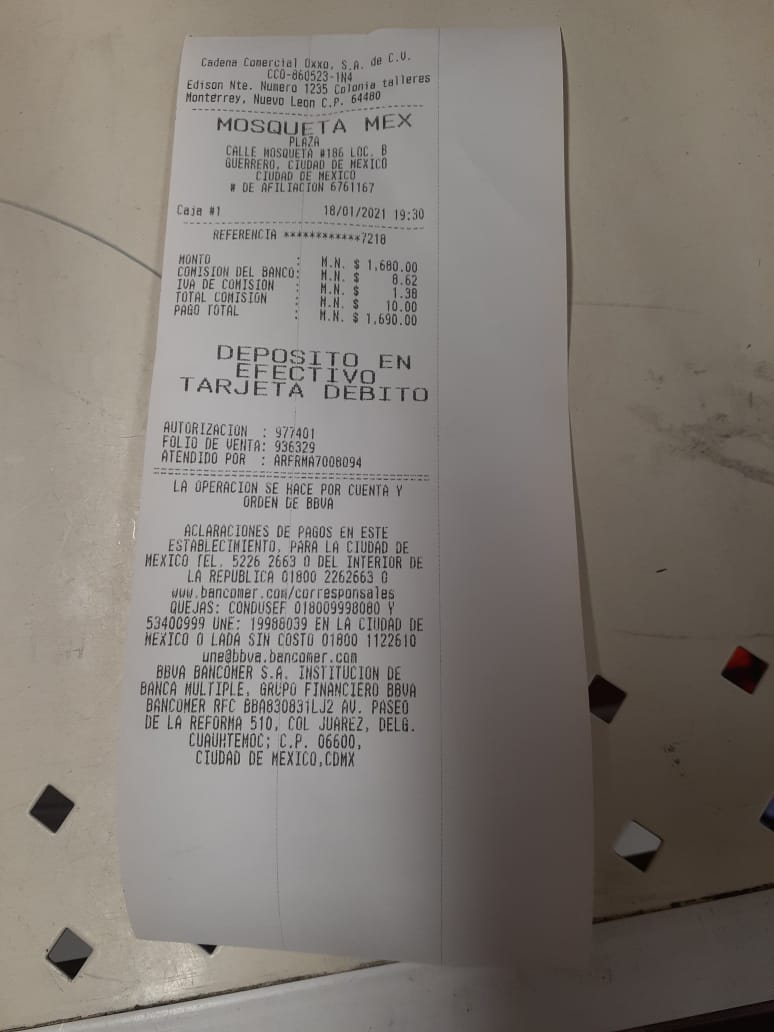 Cadena Comercial Oxxo, S.A. de C.V.
CCO-860523-1N4
Edison Nte. Numero 1235 Colonia talleres
Monterrey, Nuevo Leon C.P. 64480
MOSQUETA MEX
PLAZA
CALLE MOSQUETA #186 LOC. B
GUERRERO, CIUDAD DE MEXICO
CIUDAD DE MEXICO
# DE AFILIACION 6761167
Caja #1 18/01/2021 19:30
REFERENCIA ************7218
MONTO : M.N. $ 1,680.00
COMISION DEL BANCO: M.N. $ 8.62
IVA DE COMISION : M.N. $ 1.38
TOTAL COMISION : M.N. $ 10.00
PAGO TOTAL : M.N. $ 1,690.00
DEPOSITO EN
EFECTIVO
TARJETA DEBITO
AUTORIZACION : 977401
FOLIO DE VENTA: 936329
ATENDIDO POR : ARFRMA7008094
LA OPERACION SE HACE POR CUENTA Y
ORDEN DE BBVA
ACLARACIONES DE PAGOS EN ESTE
ESTABLECIMIENTO, PARA LA CIUDAD DE
MEXICO TEL. 5226 2663 O DEL INTERIOR DE
LA REPUBLICA 01800 2262663 O
www.bancomer.com/corresponsales
QUEJAS: CONDUSEF 018009998080 Y
53400999 UNE: 19988039 EN LA CIUDAD DE
MEXICO O LADA SIN COSTO 01800 1122610
une@bbva.bancomer.com
BBVA BANCOMER S.A. INSTITUCION DE
BANCA MULTIPLE, GRUPO FINANCIERO BBVA
BANCOMER RFC BBA830831LJ2 AV. PASEO
DE LA REFORMA 510, COL JUAREZ, DELG.
CUAUHTEMOC; C.P. 06600,
CIUDAD DE MEXICO,CDMX